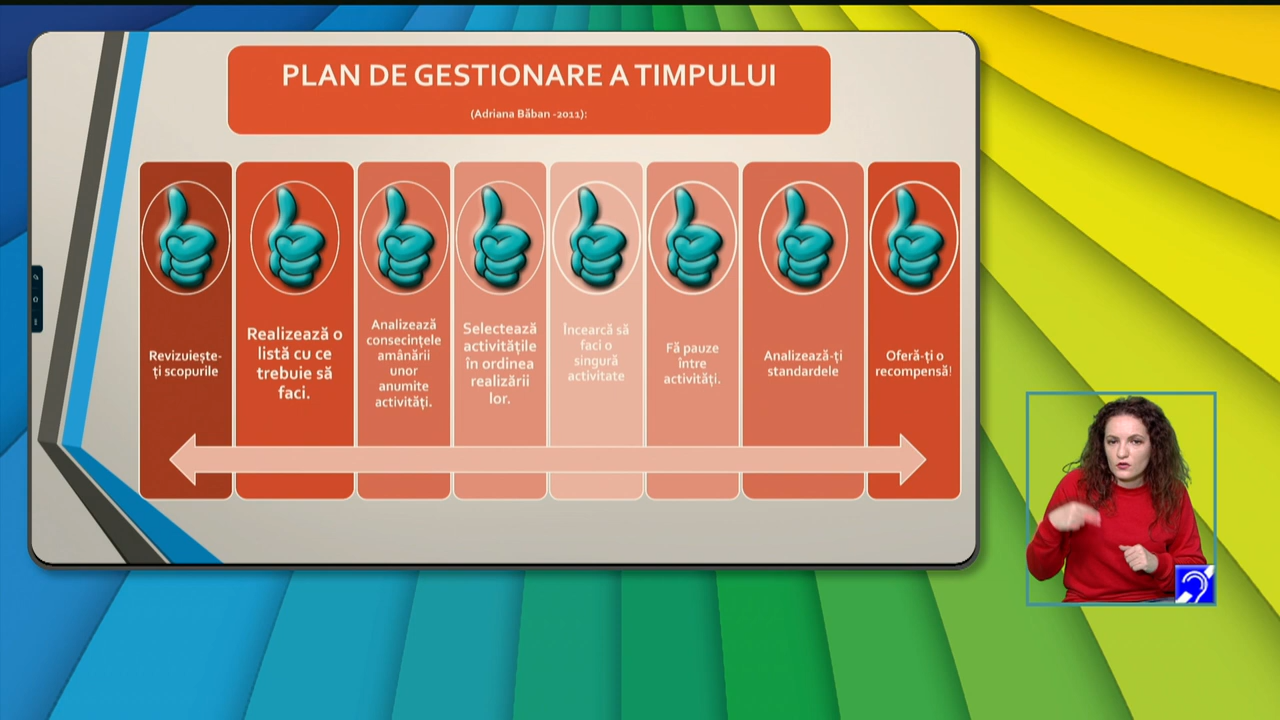 PLAN DE GESTIONARE A TIMPULUI
(Adriana Băban -2011):
Revizuiește-
ți scopurile
Realizează o
listă cu ce
trebuie să
faci.
Analizează
consecințele
amânării
unor
anumite
activități.
Selectează
activitățile
în ordinea
realizării
lor.
Încearcă să
faci o
singură
activitate
Fă pauze
între
activități.
Analizează-ți
standardele
Oferă-ți o
recompensă!